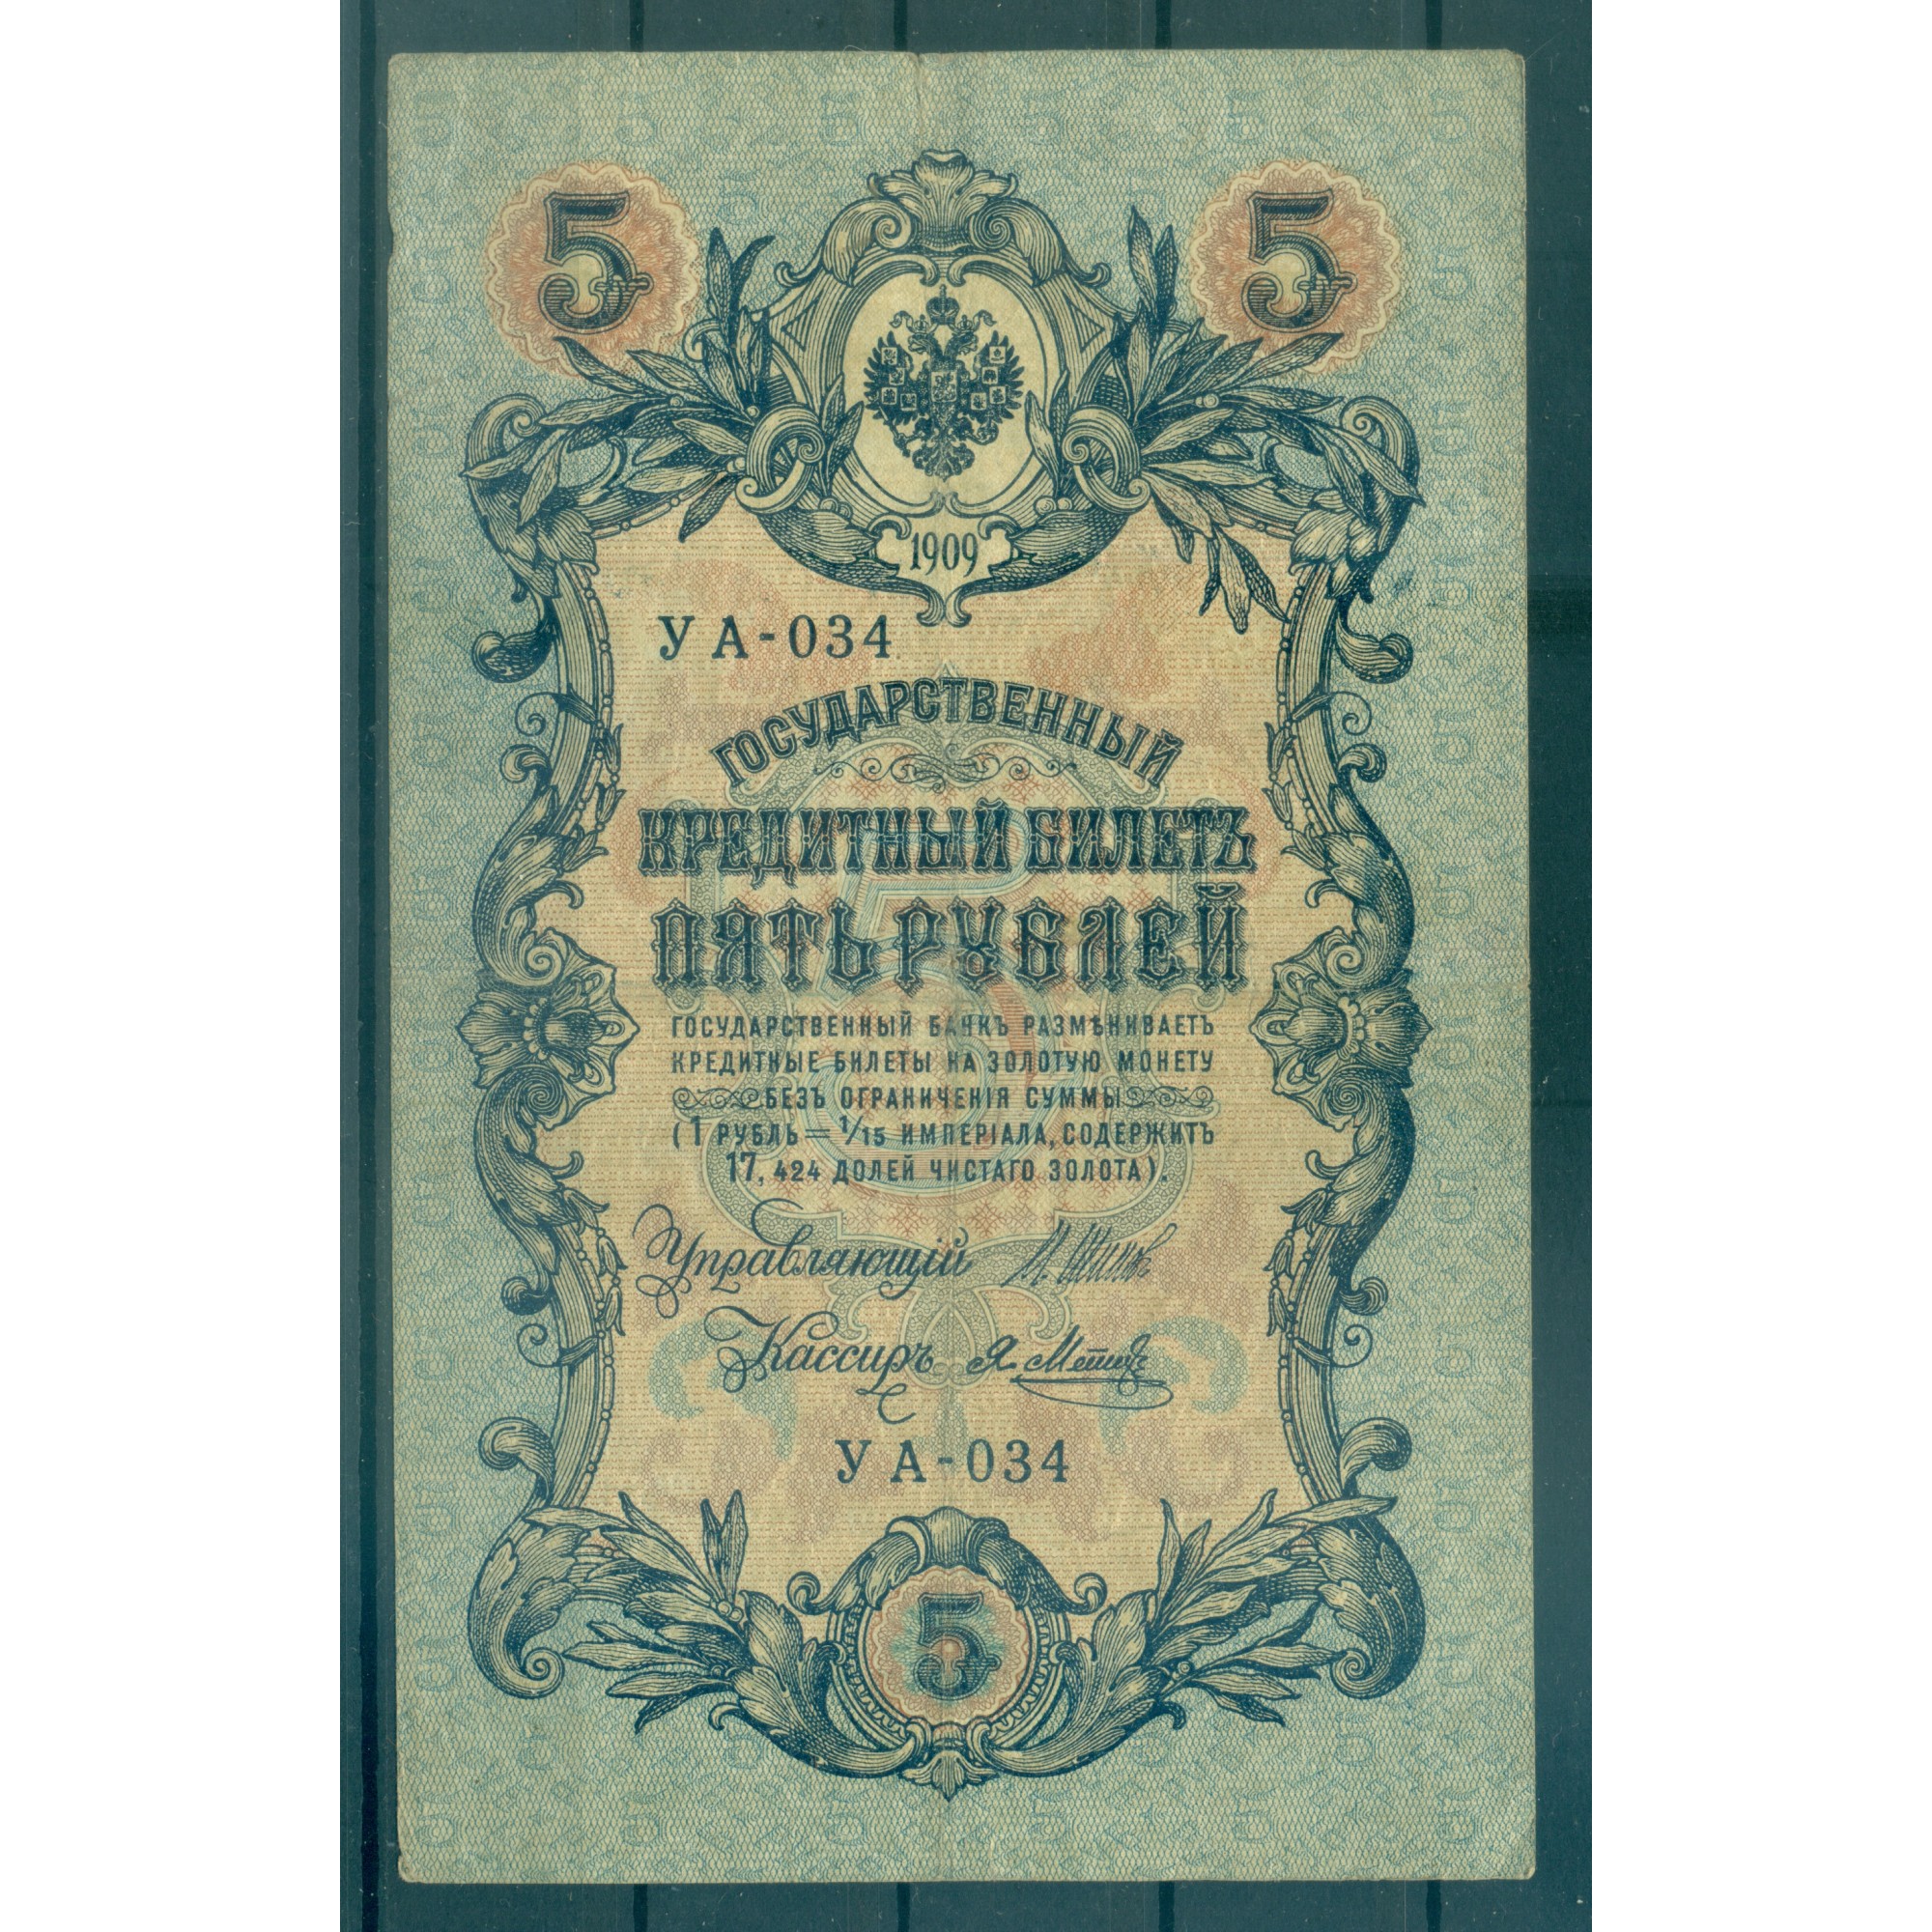 5 5
1909
УА-034
ГОСУДАРСТВЕННЫЙ
КРЕДИТНЫЙ БИЛЕТЪ
ПЯТЬ РУБЛЕЙ
ГОСУДАРСТВЕННЫЙ БАНКЪ РАЗМѢНИВАЕТЪ
КРЕДИТНЫЕ БИЛЕТЫ НА ЗОЛОТУЮ МОНЕТУ
БЕЗЪ ОГРАНИЧЕНІЯ СУММЫ
(1 РУБЛЬ = 1/15 ИМПЕРІАЛА, СОДЕРЖИТЪ
17, 424 ДОЛЕЙ ЧИСТАГО ЗОЛОТА).
Управляющій
Кассиръ Я. Метцъ
УА-034
5